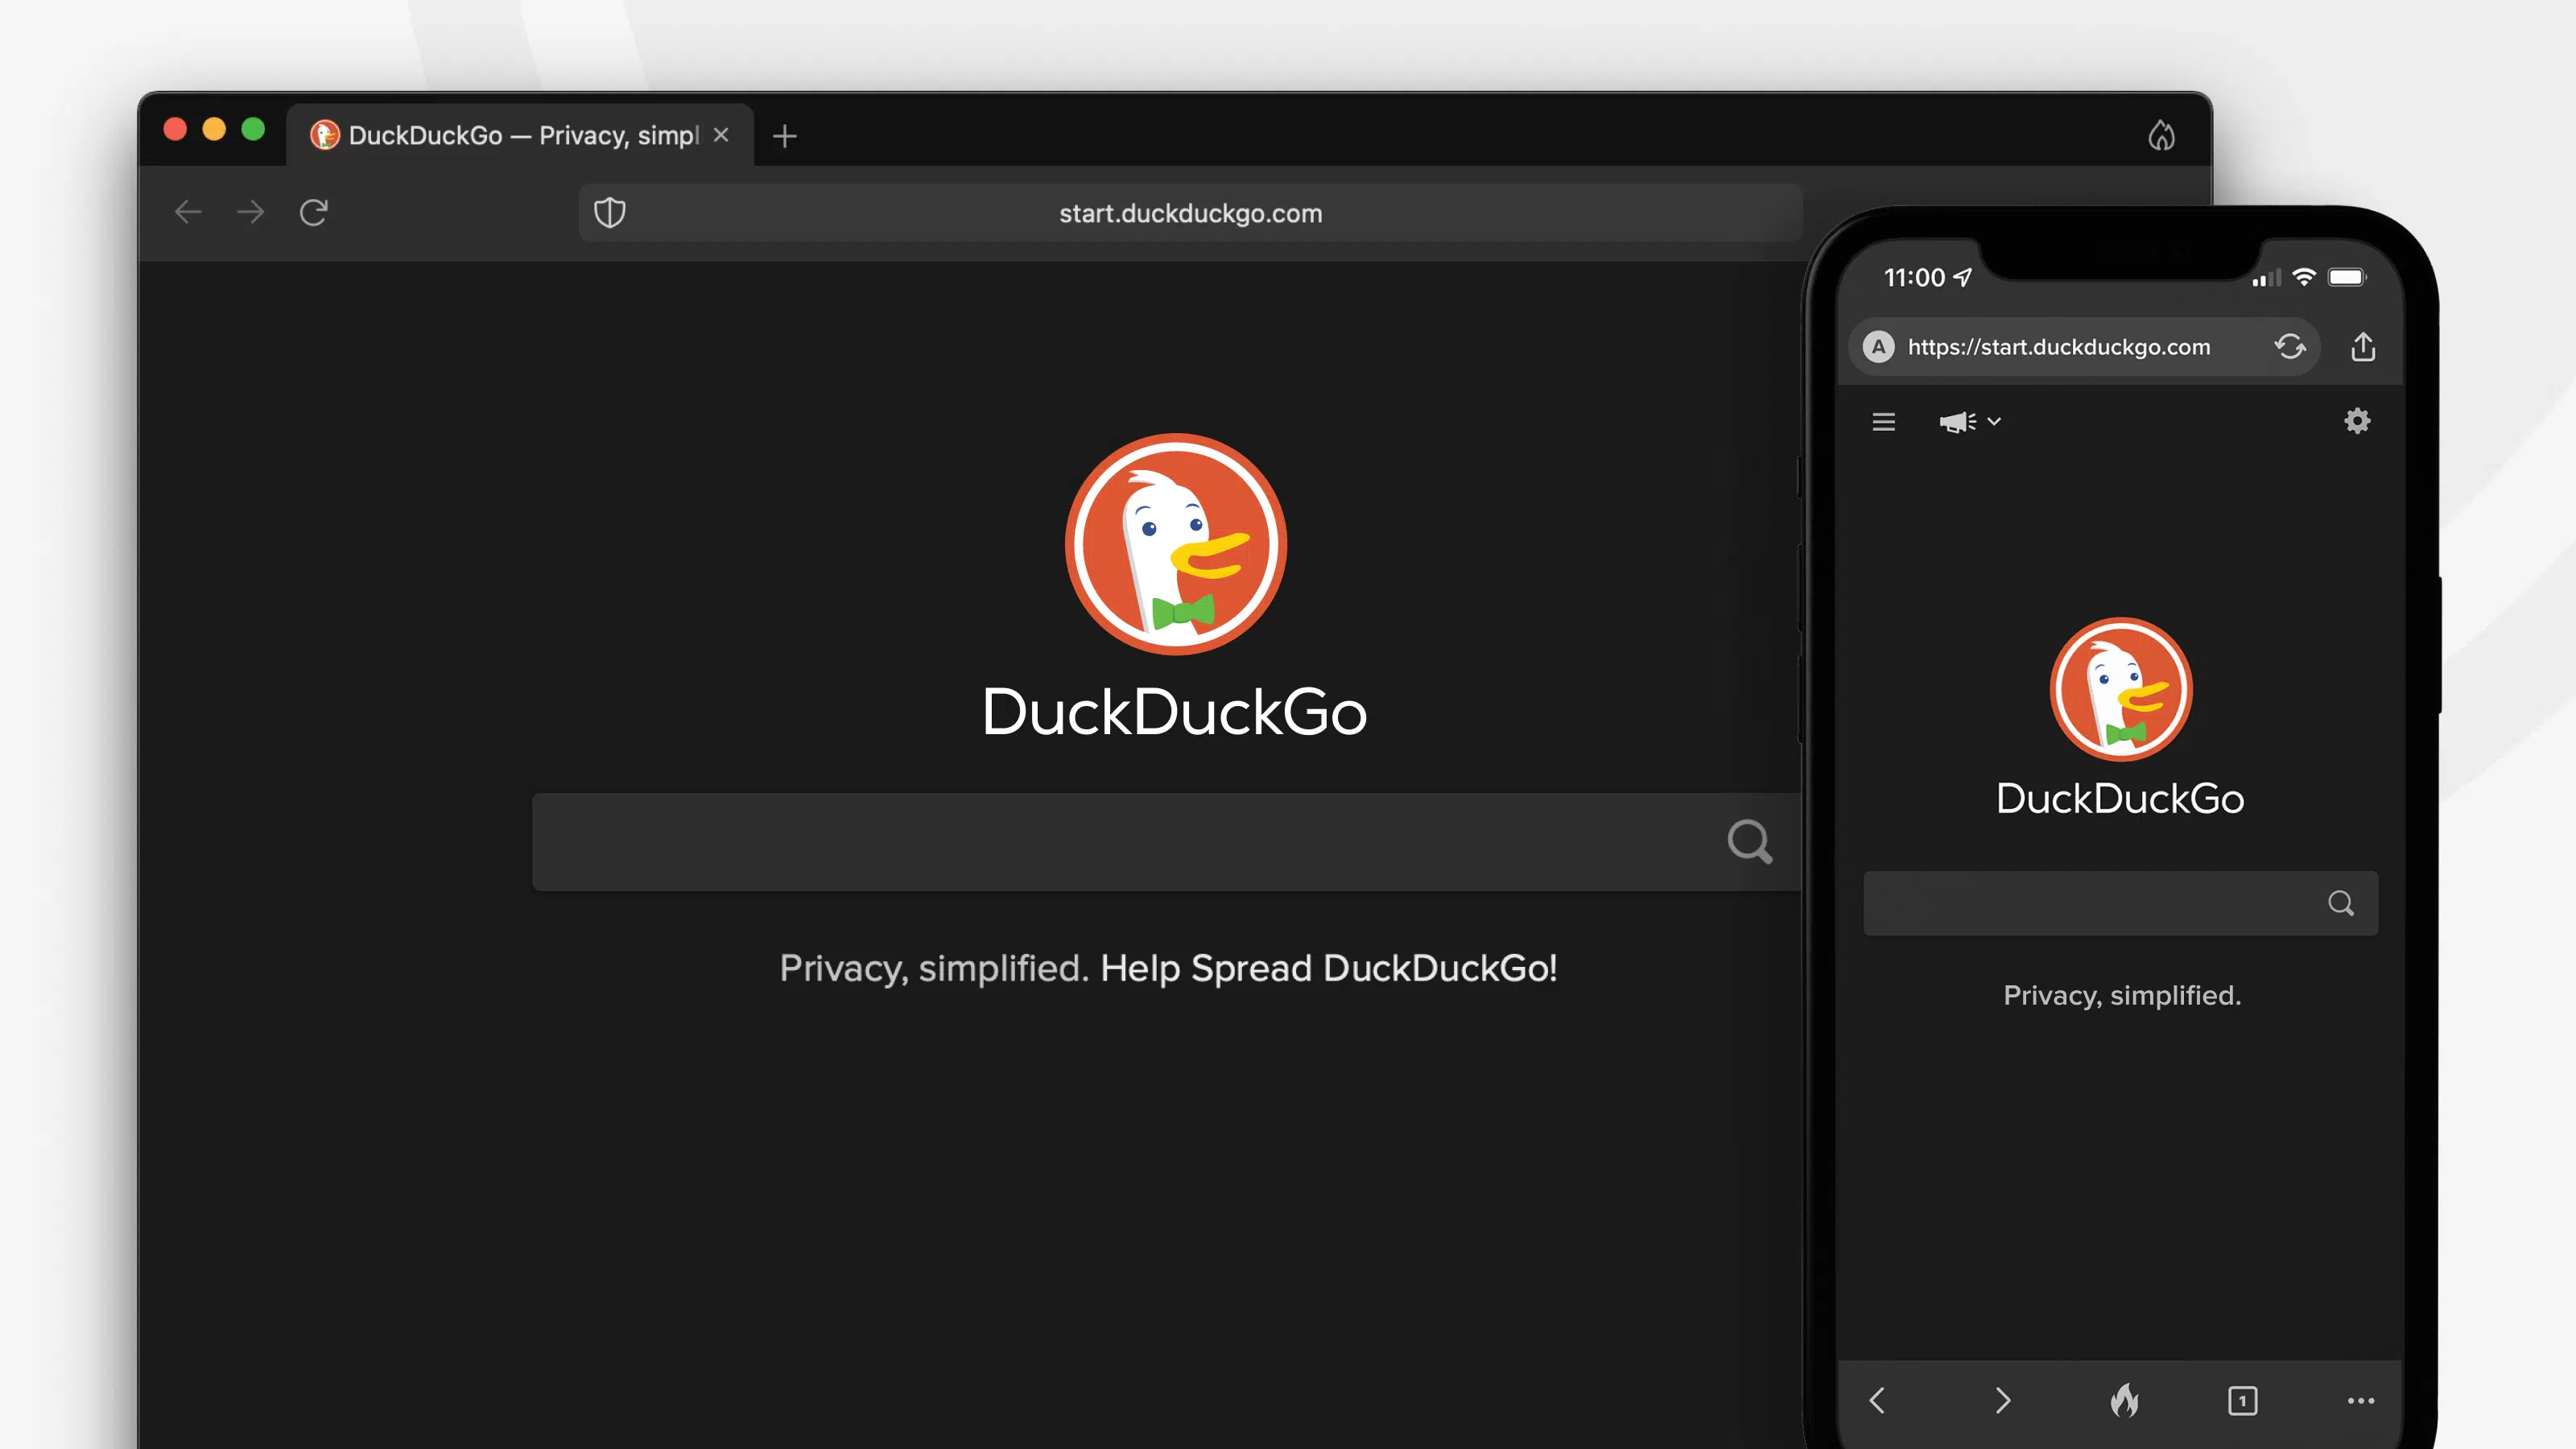 DuckDuckGo — Privacy, simpl
start.duckduckgo.com
DuckDuckGo
Privacy, simplified. Help Spread DuckDuckGo!
11:00
A
https://start.duckduckgo.com
DuckDuckGo
Privacy, simplified.
1